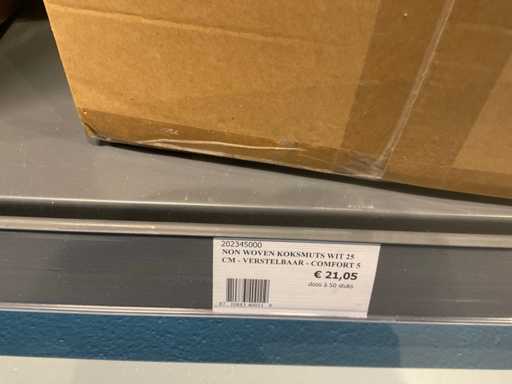 202345000
NON WOVEN KOKSMUTS WIT 25
CM - VERSTELBAAR - COMFORT 5
€ 21,05
doos à 50 stuks